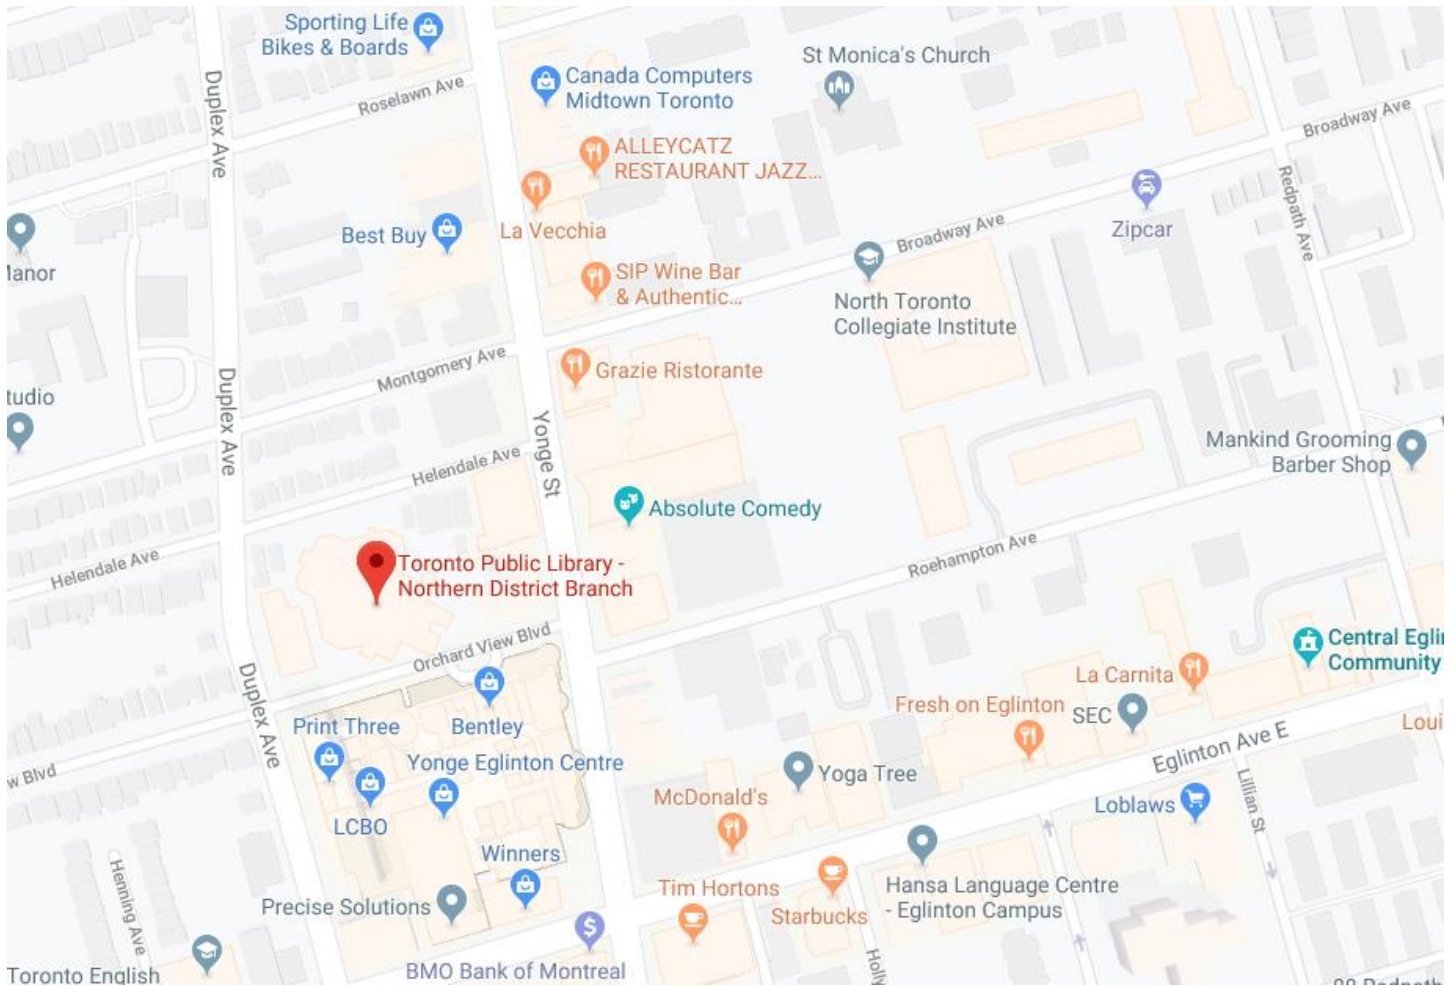 Sporting Life
Bikes & Boards
Duplex Ave
Roselawn Ave
Canada Computers
Midtown Toronto
St Monica's Church
Broadway Ave
ALLEYCATZ
RESTAURANT JAZZ...
La Vecchia
Best Buy
Zipcar
Redpath Ave
Broadway Ave
SIP Wine Bar
& Authentic...
North Toronto
Collegiate Institute
Montgomery Ave
Grazie Ristorante
Duplex Ave
Yonge St
Helendale Ave
Mankind Grooming
Barber Shop
Absolute Comedy
Helendale Ave
Toronto Public Library -
Northern District Branch
Roehampton Ave
Orchard View Blvd
Duplex Ave
Central Eglin
Community
La Carnita
Fresh on Eglinton
SEC
Print Three
Bentley
Eglinton Ave E
Loui
Yonge Eglinton Centre
Yoga Tree
w Blvd
McDonald's
Loblaws
Lillian St
LCBO
Winners
Henning Ave
Precise Solutions
Tim Hortons
Starbucks
Hansa Language Centre
- Eglinton Campus
BMO Bank of Montreal
Toronto English
Holly